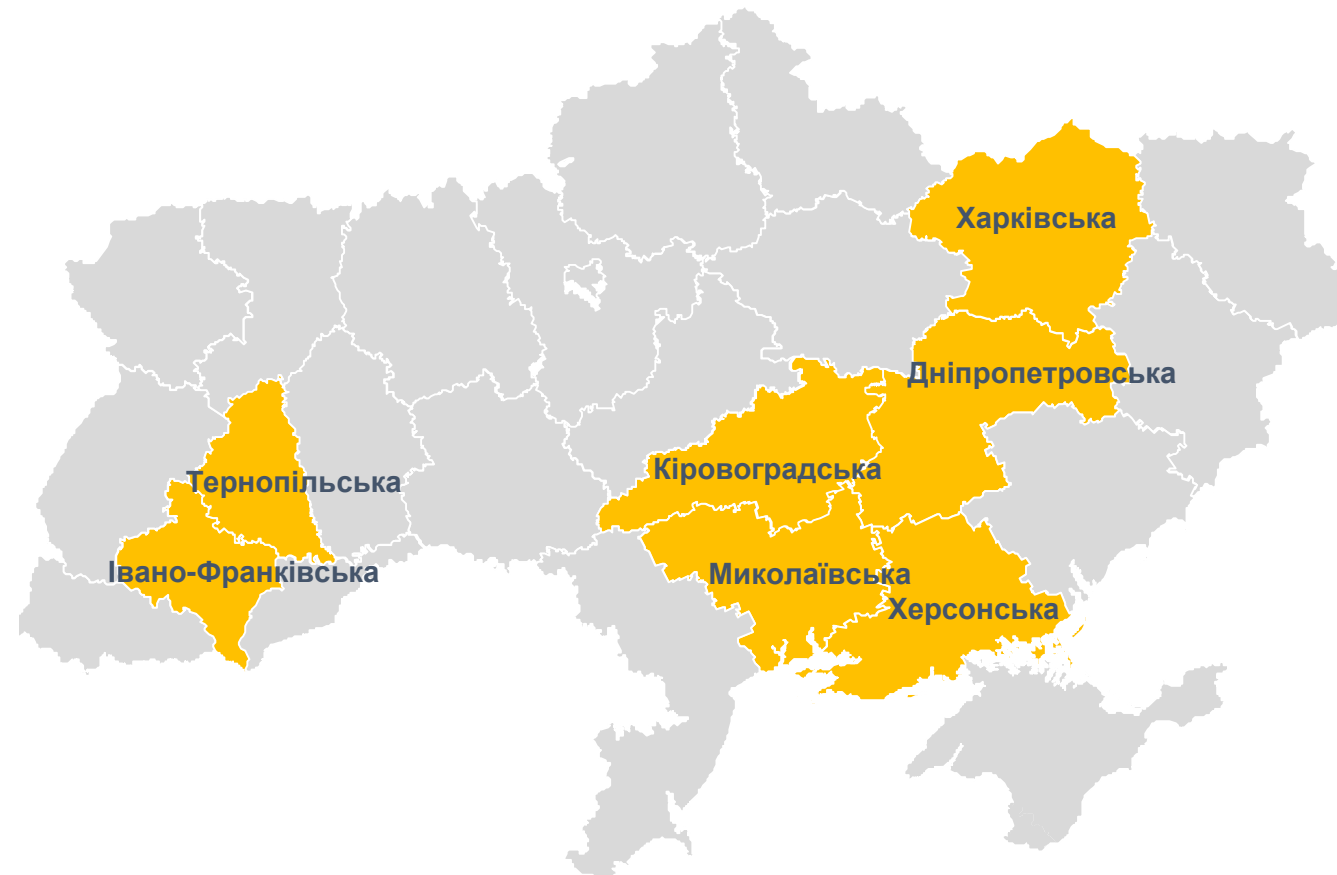 Харківська
Дніпропетровська
Кіровоградська
Тернопільська
Івано-Франківська
Миколаївська
Херсонська